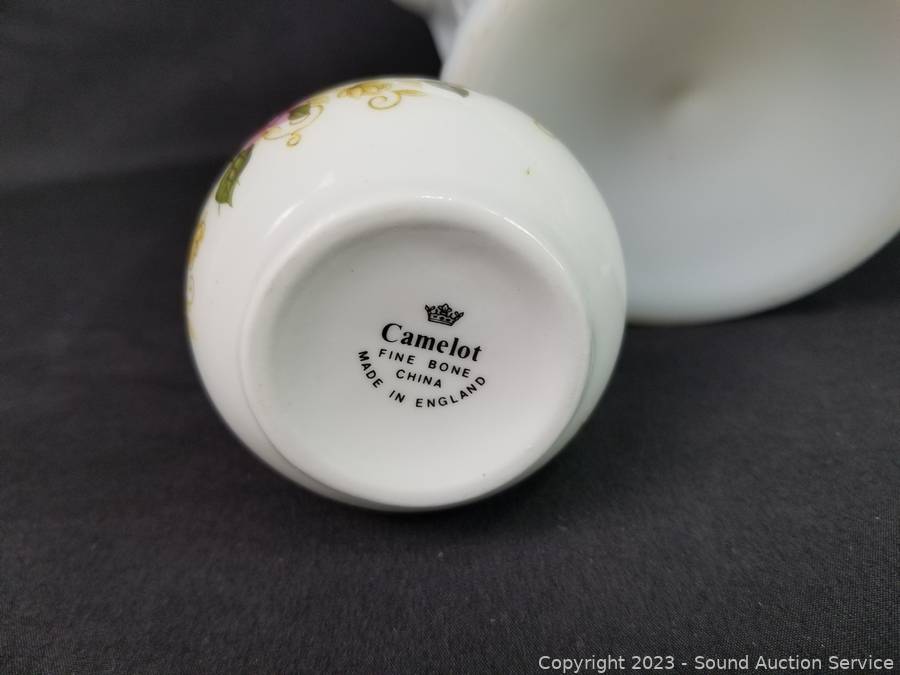 Camelot
FINE BONE
CHINA
MADE IN ENGLAND
Copyright 2023 - Sound Auction Service